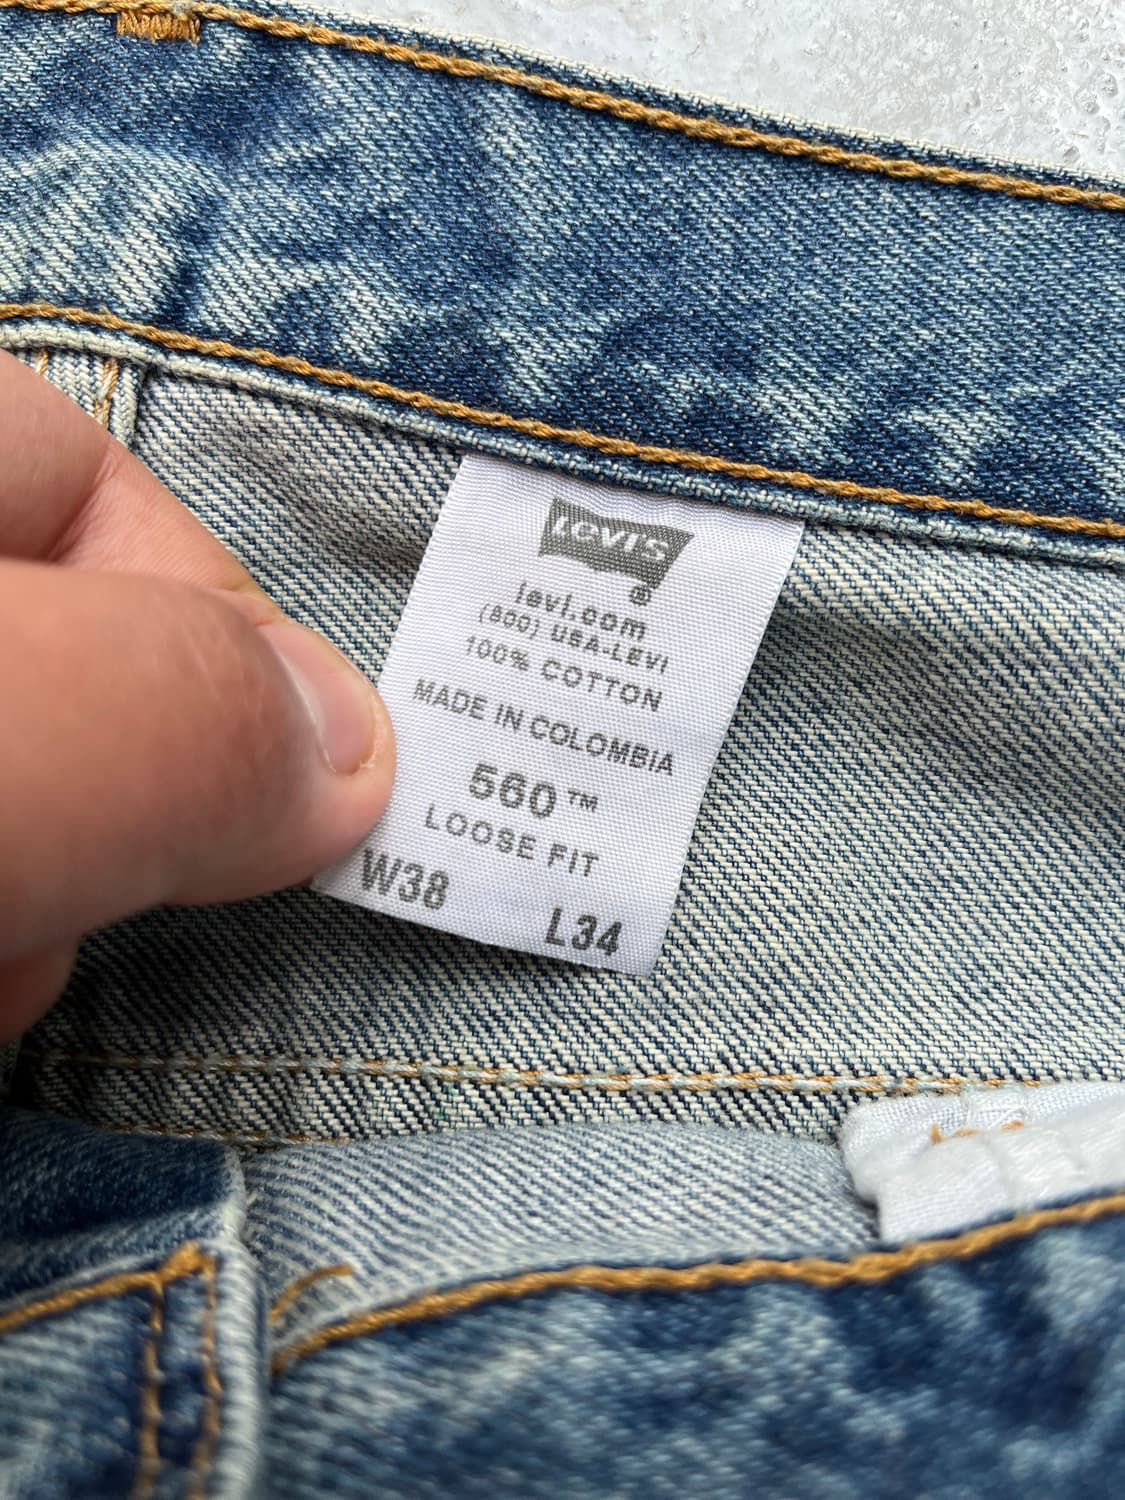 LEVI'S
®
levi.com
(800) USA-LEVI
100% COTTON
MADE IN COLOMBIA
560™
LOOSE FIT
W38 L34